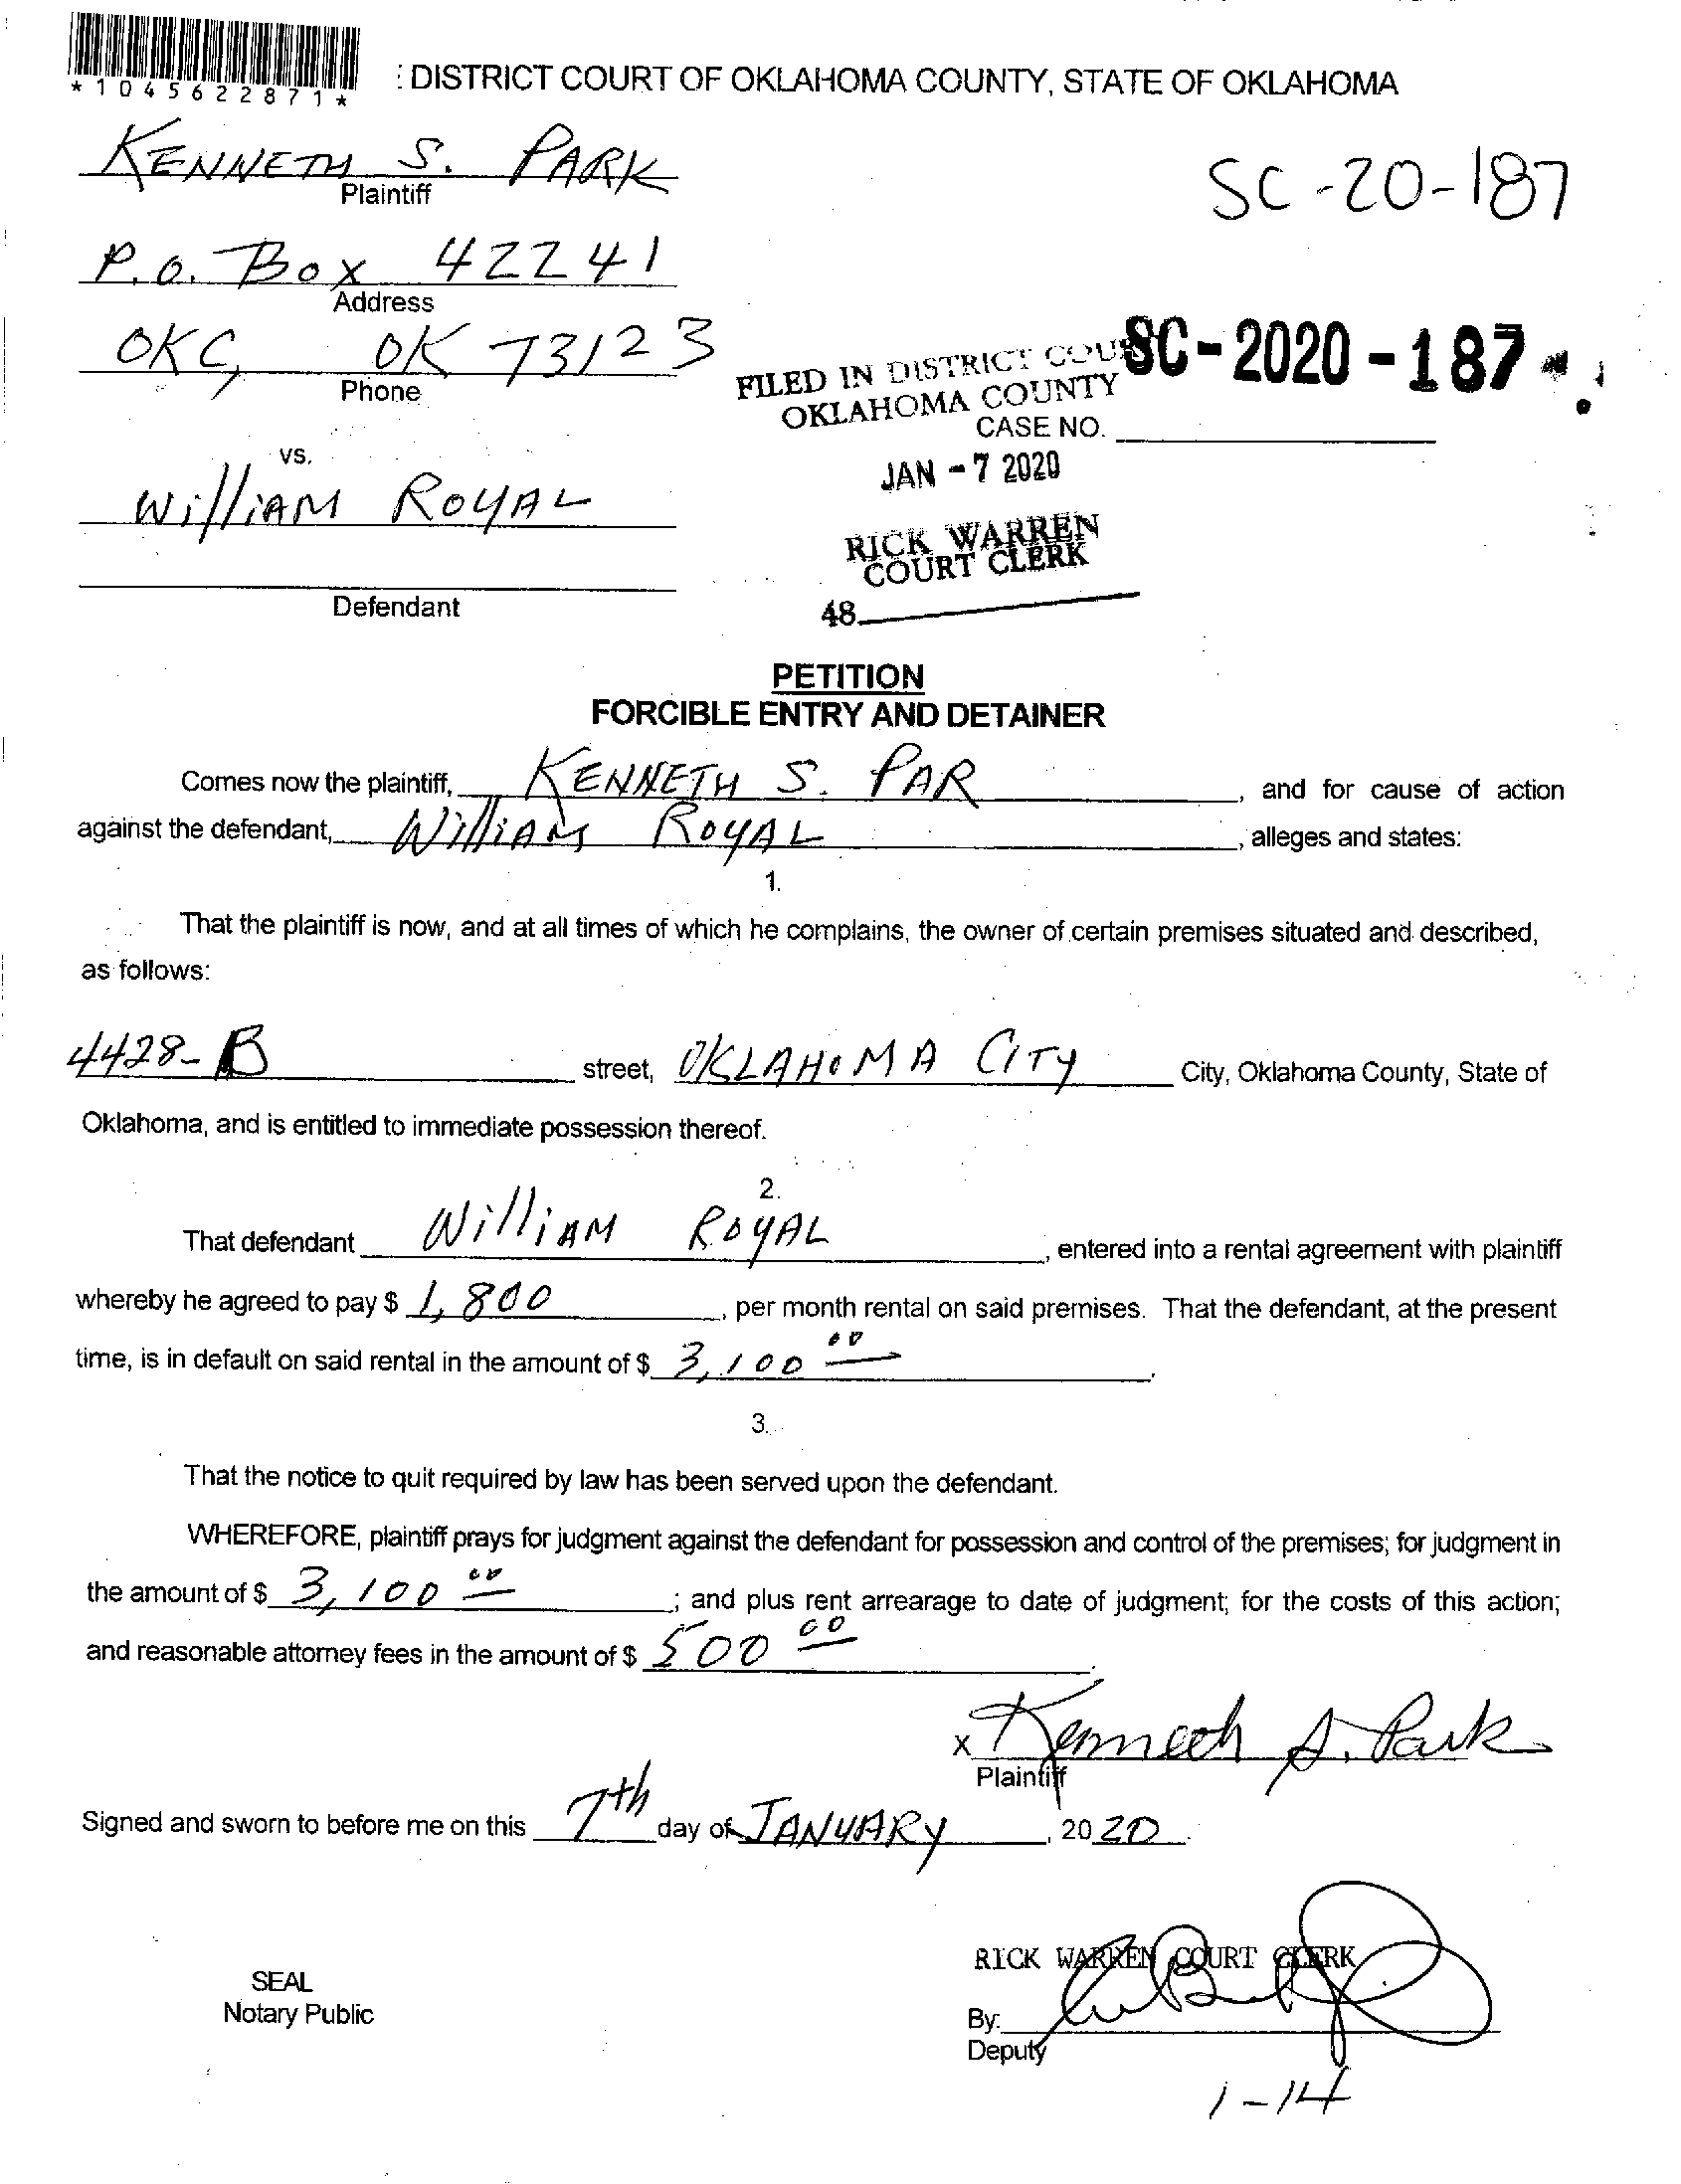 *1045622871*
: DISTRICT COURT OF OKLAHOMA COUNTY, STATE OF OKLAHOMA
KENNETH S. PARK
Plaintiff
SC-20-187
P.O. Box 42241
Address
OKC, OK 73123
Phone
FILED IN DISTRICT COU
SC-2020-187
OKLAHOMA COUNTY
CASE NO.
JAN -7 2020
vs.
WilliAM ROYAL
RICK WARREN
COURT CLERK
48
Defendant
PETITION
FORCIBLE ENTRY AND DETAINER
Comes now the plaintiff, KENNETH S. PAR, and for cause of action
against the defendant, WilliAM ROYAL, alleges and states:
1.
That the plaintiff is now, and at all times of which he complains, the owner of certain premises situated and described,
as follows:
4428-B street, OKLAHOMA CITY City, Oklahoma County, State of
Oklahoma, and is entitled to immediate possession thereof.
2.
That defendant WilliAM ROYAL, entered into a rental agreement with plaintiff
whereby he agreed to pay $ 1,800, per month rental on said premises. That the defendant, at the present
time, is in default on said rental in the amount of $ 3,100 00.
3.
That the notice to quit required by law has been served upon the defendant.
WHEREFORE, plaintiff prays for judgment against the defendant for possession and control of the premises; for judgment in
the amount of $ 3,100 00; and plus rent arrearage to date of judgment; for the costs of this action;
and reasonable attorney fees in the amount of $ 500 00.
x Kenneth S. Park
Plaintiff
Signed and sworn to before me on this 7th day of JANUARY, 2020.
RICK WARREN COURT CLERK
SEAL
Notary Public
By:
Deputy
1-14